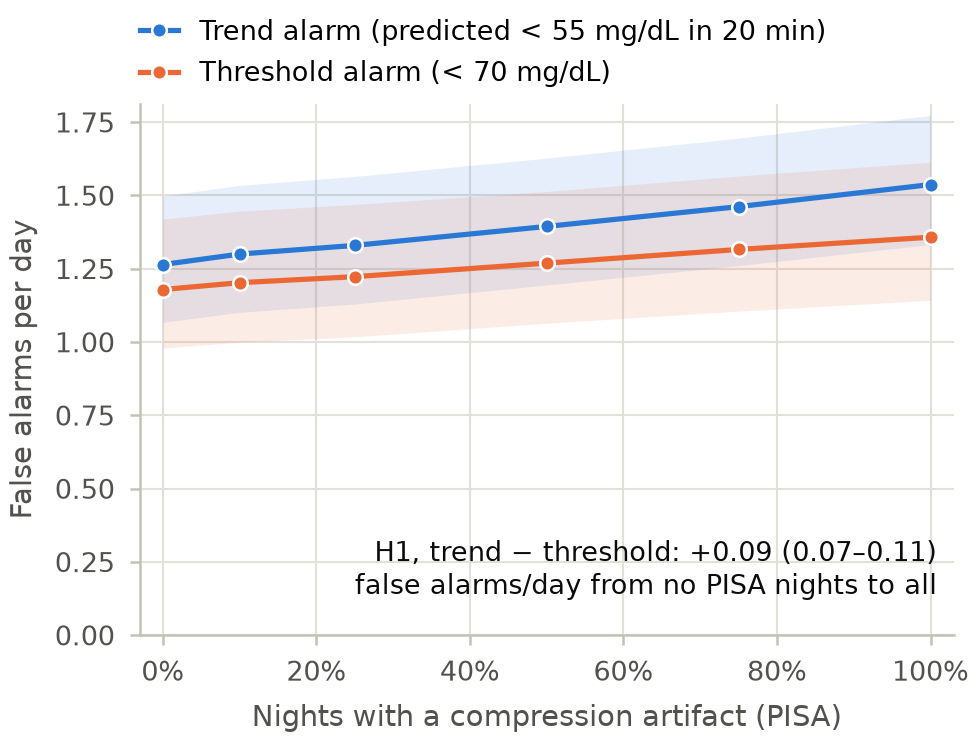 Trend alarm (predicted < 55 mg/dL in 20 min)
Threshold alarm (< 70 mg/dL)
1.75
1.50
1.25
1.00
0.75
0.50
0.25
0.00
False alarms per day
H1, trend − threshold: +0.09 (0.07–0.11)
false alarms/day from no PISA nights to all
0% 20% 40% 60% 80% 100%
Nights with a compression artifact (PISA)